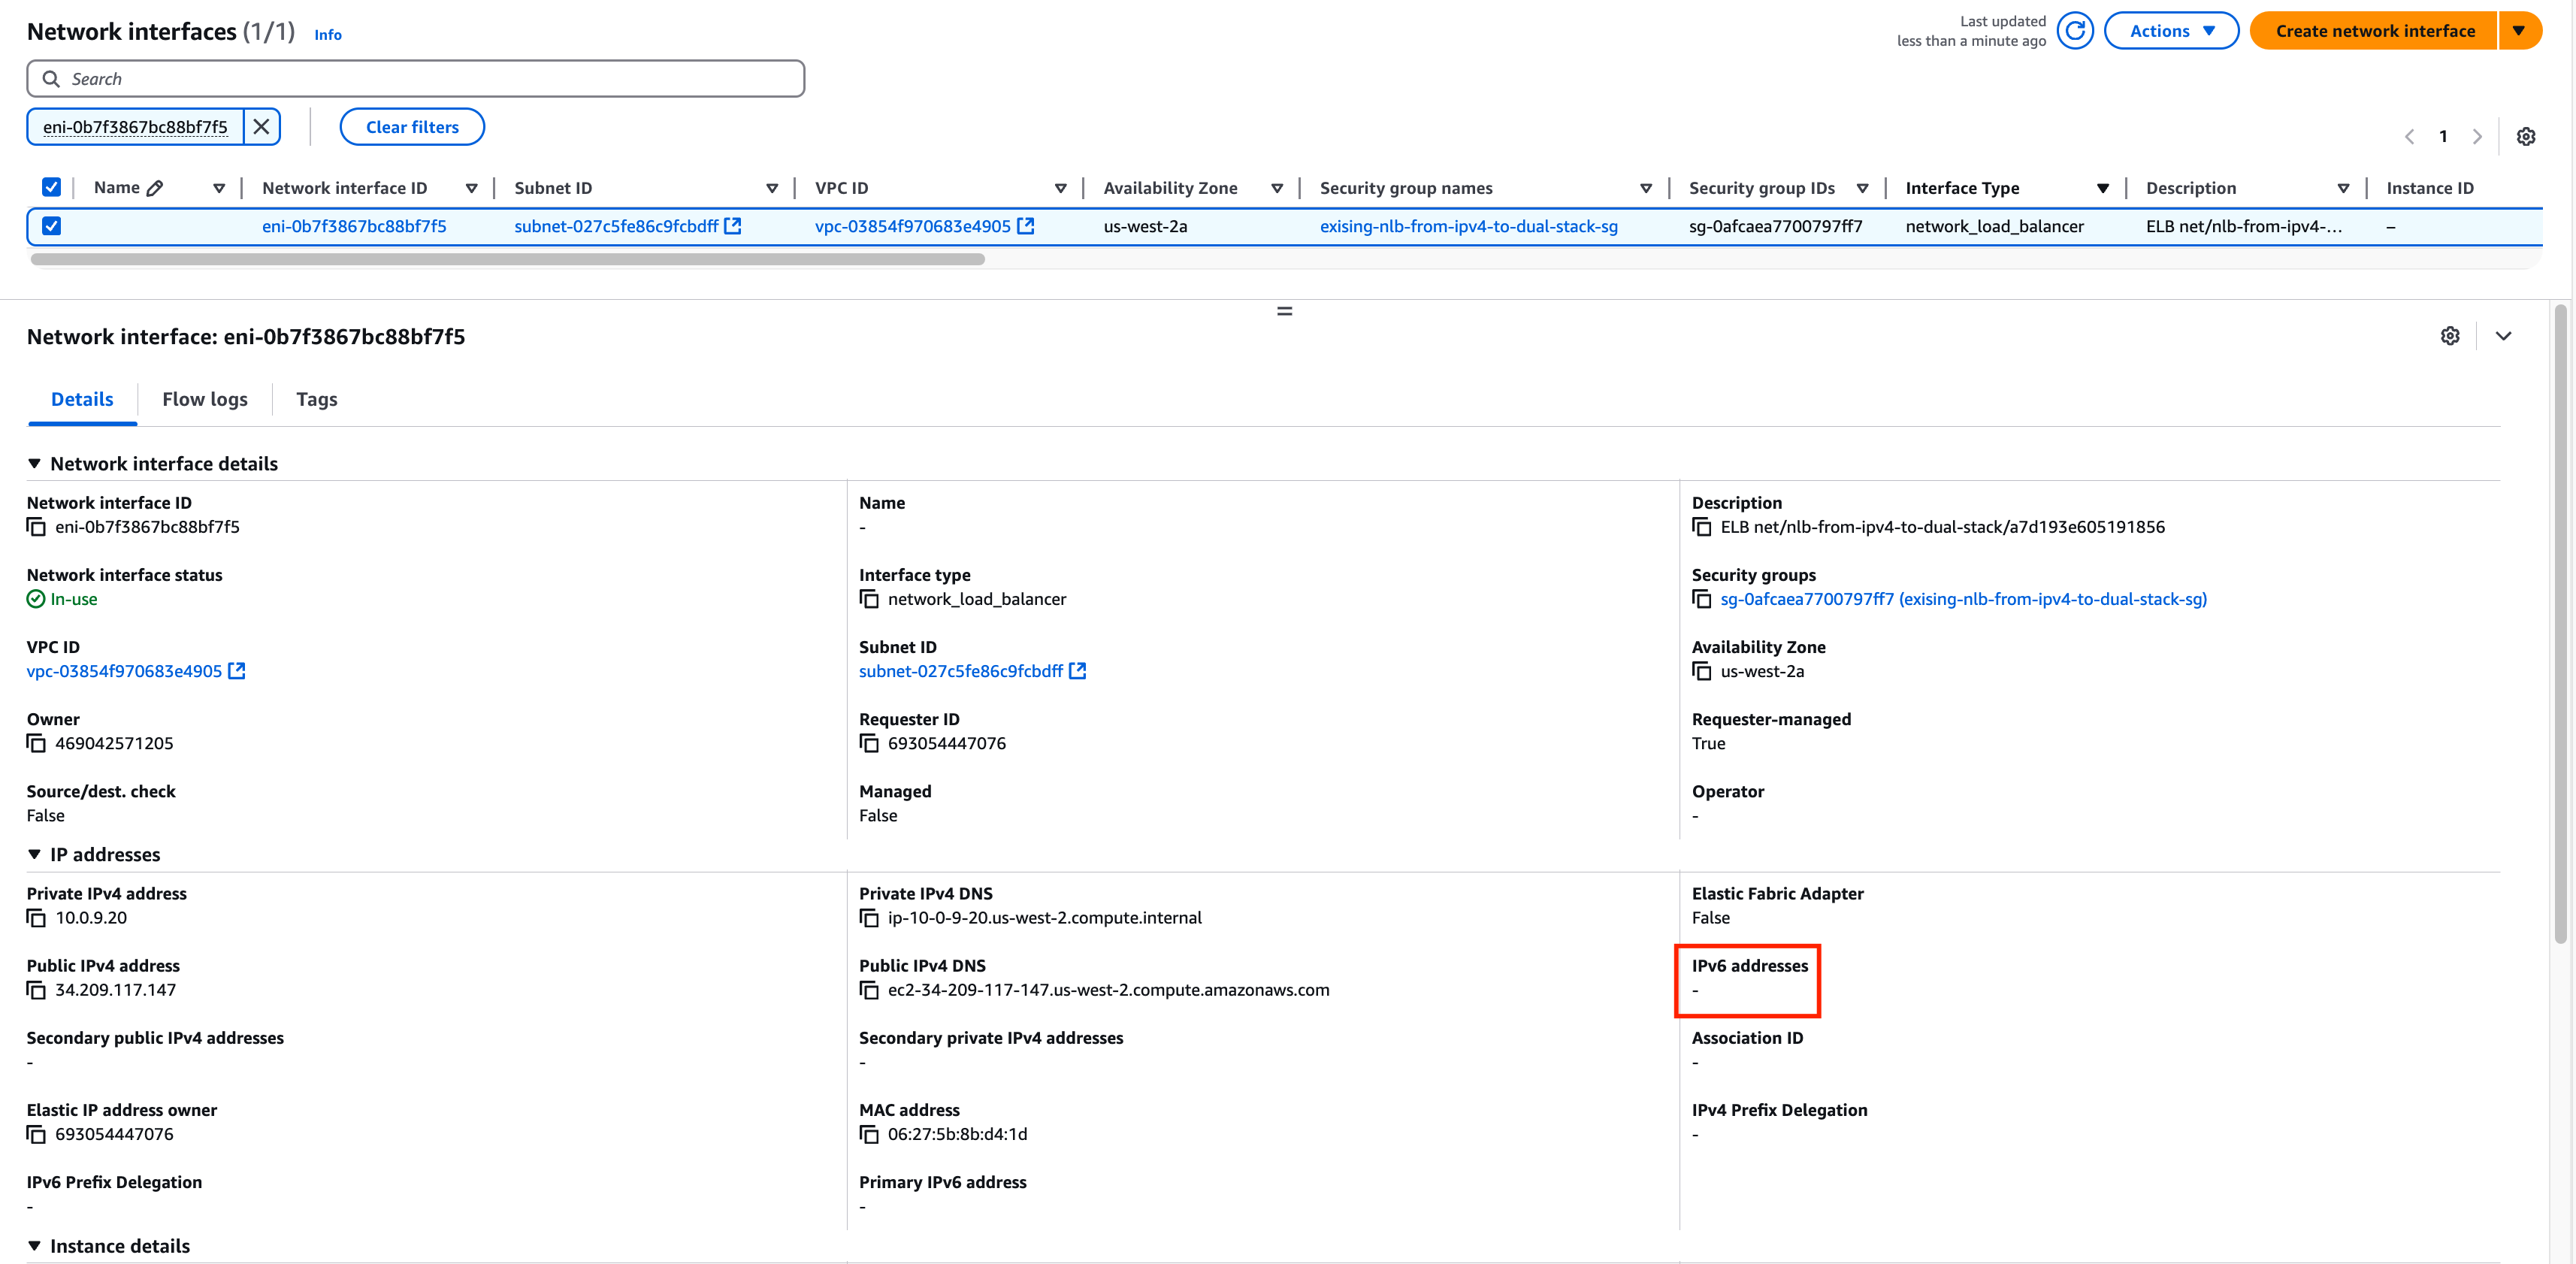 Network interfaces (1/1) Info
Last updated
less than a minute ago
Actions
Create network interface
Search
eni-0b7f3867bc88bf7f5
Clear filters
1
Name Network interface ID Subnet ID VPC ID Availability Zone Security group names Security group IDs Interface Type Description Instance ID
eni-0b7f3867bc88bf7f5 subnet-027c5fe86c9fcbdff vpc-03854f970683e4905 us-west-2a exising-nlb-from-ipv4-to-dual-stack-sg sg-0afcaea7700797ff7 network_load_balancer ELB net/nlb-from-ipv4-... –
Network interface: eni-0b7f3867bc88bf7f5
Details Flow logs Tags
Network interface details
Network interface ID Name Description
eni-0b7f3867bc88bf7f5 - ELB net/nlb-from-ipv4-to-dual-stack/a7d193e605191856
Network interface status Interface type Security groups
In-use network_load_balancer sg-0afcaea7700797ff7 (exising-nlb-from-ipv4-to-dual-stack-sg)
VPC ID Subnet ID Availability Zone
vpc-03854f970683e4905 subnet-027c5fe86c9fcbdff us-west-2a
Owner Requester ID Requester-managed
469042571205 693054447076 True
Source/dest. check Managed Operator
False False -
IP addresses
Private IPv4 address Private IPv4 DNS Elastic Fabric Adapter
10.0.9.20 ip-10-0-9-20.us-west-2.compute.internal False
Public IPv4 address Public IPv4 DNS IPv6 addresses
34.209.117.147 ec2-34-209-117-147.us-west-2.compute.amazonaws.com -
Secondary public IPv4 addresses Secondary private IPv4 addresses Association ID
- - -
Elastic IP address owner MAC address IPv4 Prefix Delegation
693054447076 06:27:5b:8b:d4:1d -
IPv6 Prefix Delegation Primary IPv6 address
- -
Instance details